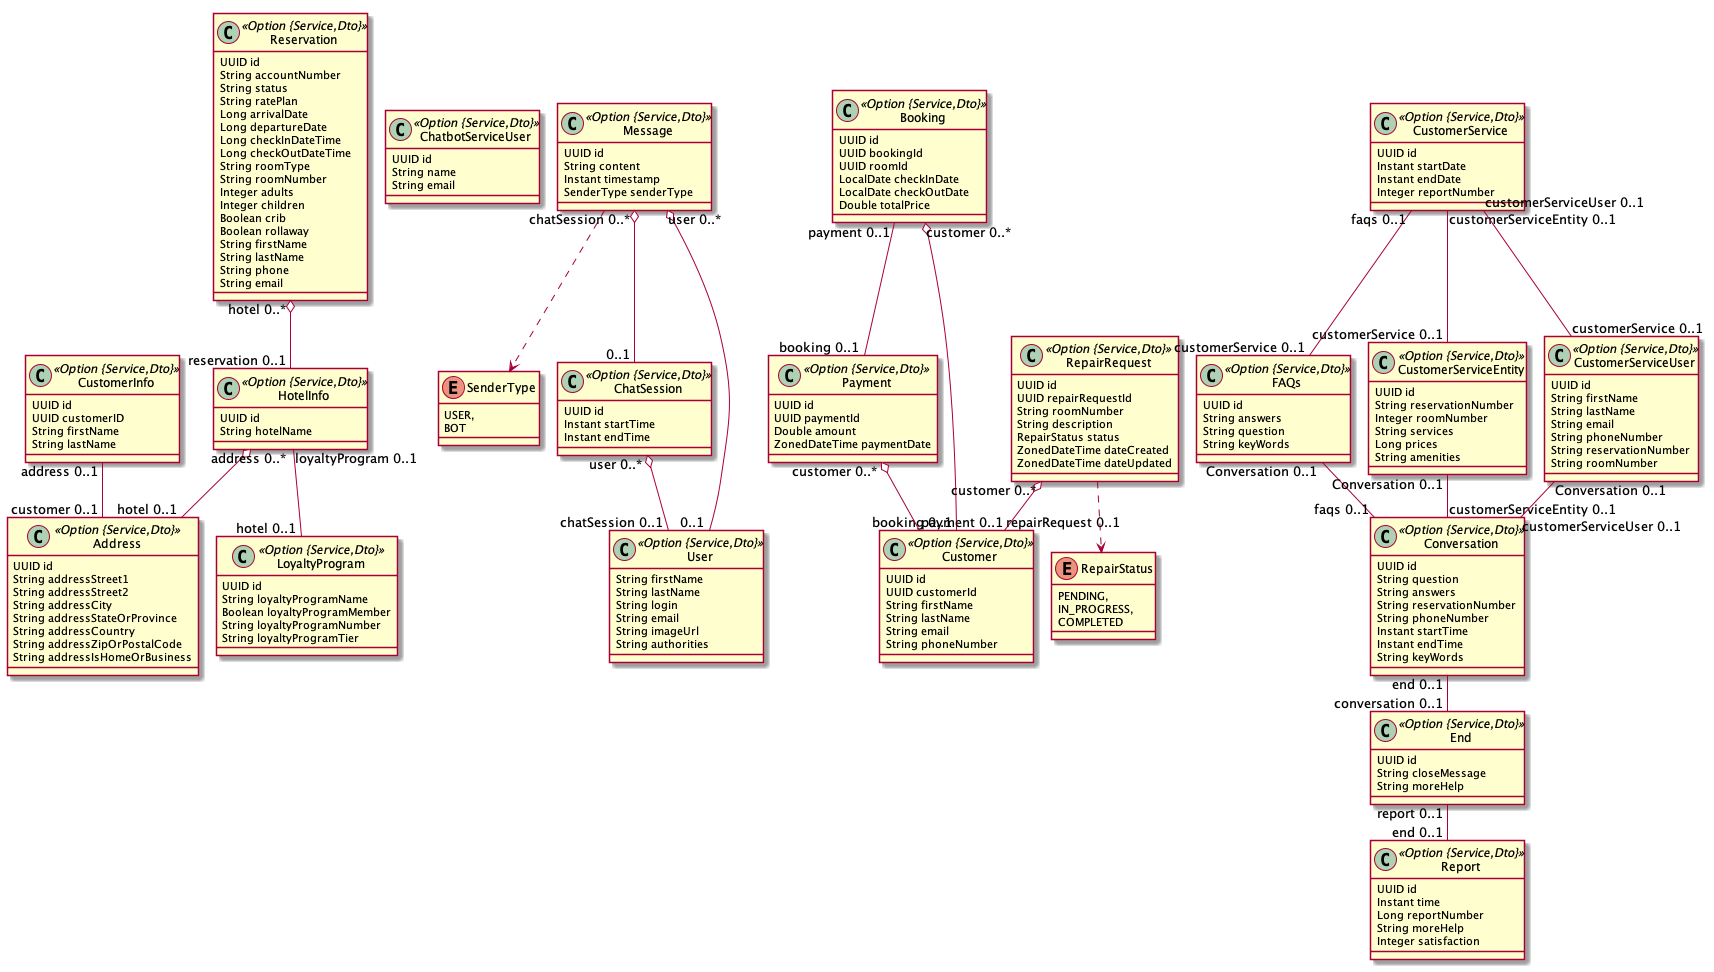 C «Option {Service,Dto}»
Reservation
UUID id
String accountNumber
String status
String ratePlan
Long arrivalDate
Long departureDate
Long checkInDateTime
Long checkOutDateTime
String roomType
String roomNumber
Integer adults
Integer children
Boolean crib
Boolean rollaway
String firstName
String lastName
String phone
String email
hotel 0..*
reservation 0..1
C «Option {Service,Dto}»
CustomerInfo
UUID id
UUID customerID
String firstName
String lastName
address 0..1
customer 0..1
C «Option {Service,Dto}»
HotelInfo
UUID id
String hotelName
address 0..*
loyaltyProgram 0..1
hotel 0..1
hotel 0..1
C «Option {Service,Dto}»
Address
UUID id
String addressStreet1
String addressStreet2
String addressCity
String addressStateOrProvince
String addressCountry
String addressZipOrPostalCode
String addressIsHomeOrBusiness
C «Option {Service,Dto}»
LoyaltyProgram
UUID id
String loyaltyProgramName
Boolean loyaltyProgramMember
String loyaltyProgramNumber
String loyaltyProgramTier
C «Option {Service,Dto}»
ChatbotServiceUser
UUID id
String name
String email
C «Option {Service,Dto}»
Message
UUID id
String content
Instant timestamp
SenderType senderType
chatSession 0..*
user 0..*
0..1
E SenderType
USER,
BOT
C «Option {Service,Dto}»
ChatSession
UUID id
Instant startTime
Instant endTime
user 0..*
chatSession 0..1
0..1
C «Option {Service,Dto}»
User
String firstName
String lastName
String login
String email
String imageUrl
String authorities
C «Option {Service,Dto}»
Booking
UUID id
UUID bookingId
UUID roomId
LocalDate checkInDate
LocalDate checkOutDate
Double totalPrice
payment 0..1
customer 0..*
booking 0..1
C «Option {Service,Dto}»
Payment
UUID id
UUID paymentId
Double amount
ZonedDateTime paymentDate
customer 0..*
C «Option {Service,Dto}»
RepairRequest
UUID id
UUID repairRequestId
String roomNumber
String description
RepairStatus status
ZonedDateTime dateCreated
ZonedDateTime dateUpdated
customer 0..*
booking 0..1
payment 0..1
repairRequest 0..1
C «Option {Service,Dto}»
Customer
UUID id
UUID customerId
String firstName
String lastName
String email
String phoneNumber
E RepairStatus
PENDING,
IN_PROGRESS,
COMPLETED
C «Option {Service,Dto}»
CustomerService
UUID id
Instant startDate
Instant endDate
Integer reportNumber
customerServiceUser 0..1
faqs 0..1
customerServiceEntity 0..1
customerService 0..1
customerService 0..1
customerService 0..1
C «Option {Service,Dto}»
FAQs
UUID id
String answers
String question
String keyWords
Conversation 0..1
C «Option {Service,Dto}»
CustomerServiceEntity
UUID id
String reservationNumber
Integer roomNumber
String services
Long prices
String amenities
Conversation 0..1
C «Option {Service,Dto}»
CustomerServiceUser
UUID id
String firstName
String lastName
String email
String phoneNumber
String reservationNumber
String roomNumber
Conversation 0..1
faqs 0..1
customerServiceEntity 0..1
customerServiceUser 0..1
C «Option {Service,Dto}»
Conversation
UUID id
String question
String answers
String reservationNumber
String phoneNumber
Instant startTime
Instant endTime
String keyWords
end 0..1
conversation 0..1
C «Option {Service,Dto}»
End
UUID id
String closeMessage
String moreHelp
report 0..1
end 0..1
C «Option {Service,Dto}»
Report
UUID id
Instant time
Long reportNumber
String moreHelp
Integer satisfaction